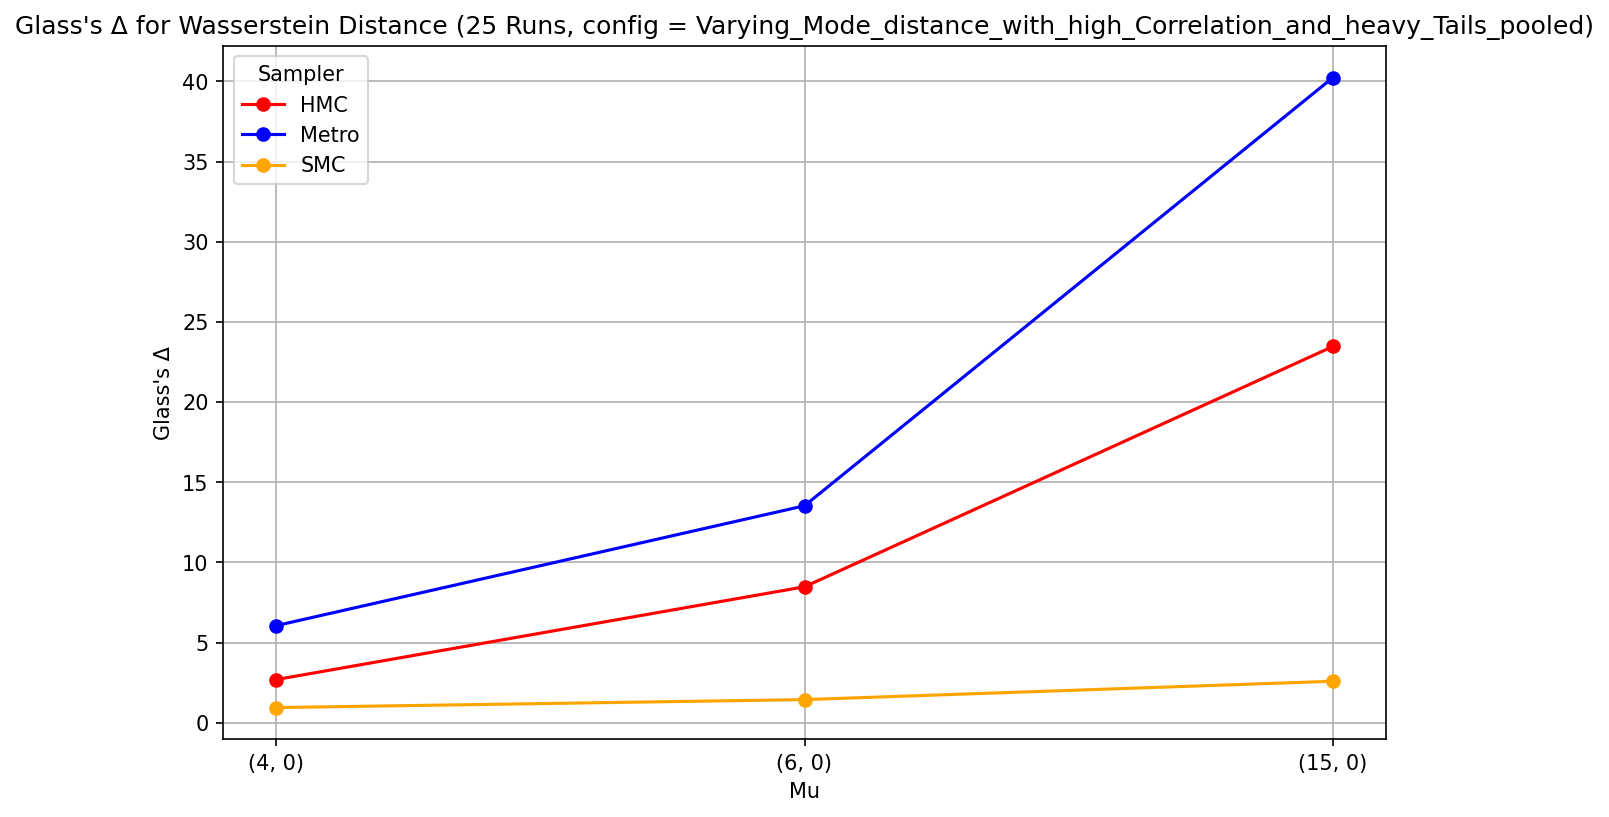 Glass's Δ for Wasserstein Distance (25 Runs, config = Varying_Mode_distance_with_high_Correlation_and_heavy_Tails_pooled)
Sampler
HMC
Metro
SMC
Glass's Δ
40
35
30
25
20
15
10
5
0
(4, 0)
(6, 0)
(15, 0)
Mu